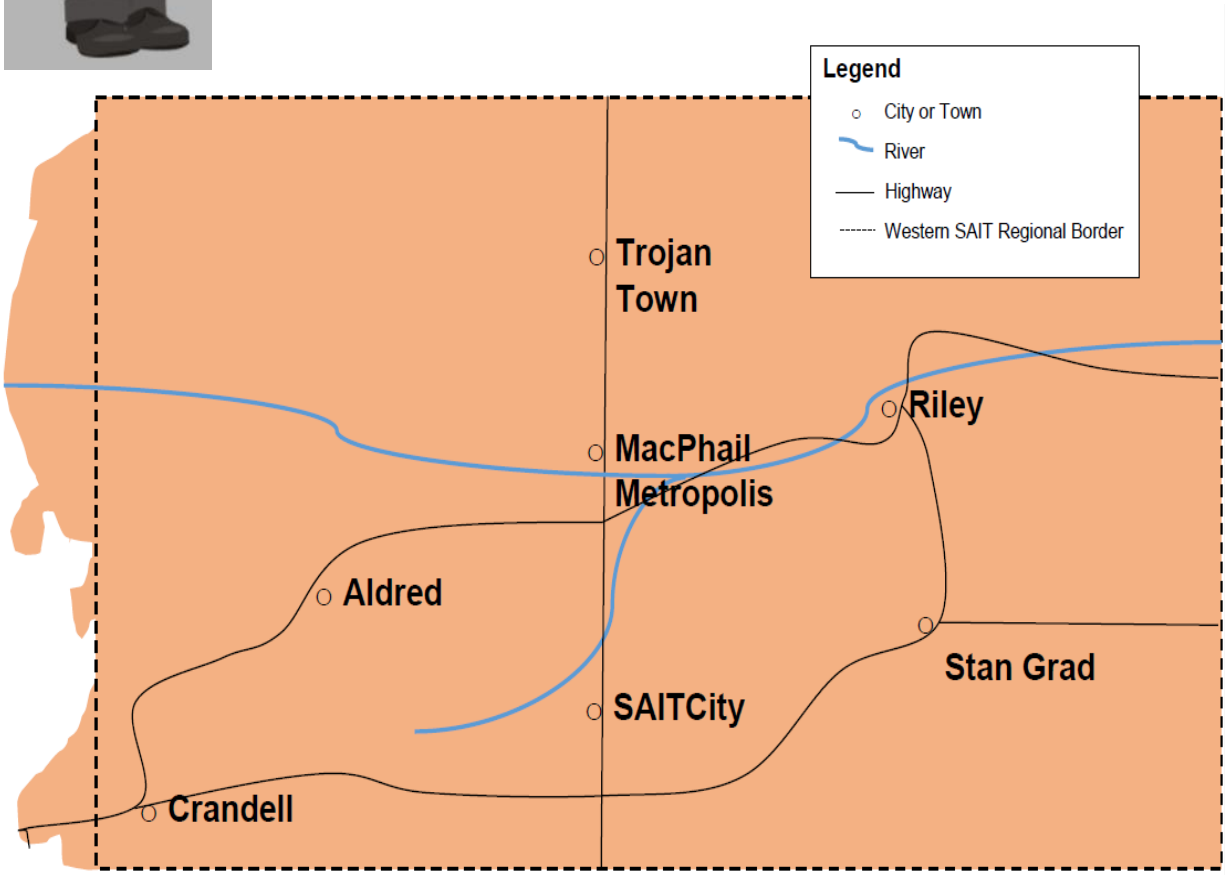 Legend
City or Town
River
Highway
Western SAIT Regional Border
Trojan
Town
Riley
MacPhail
Metropolis
Aldred
Stan Grad
SAITCity
Crandell